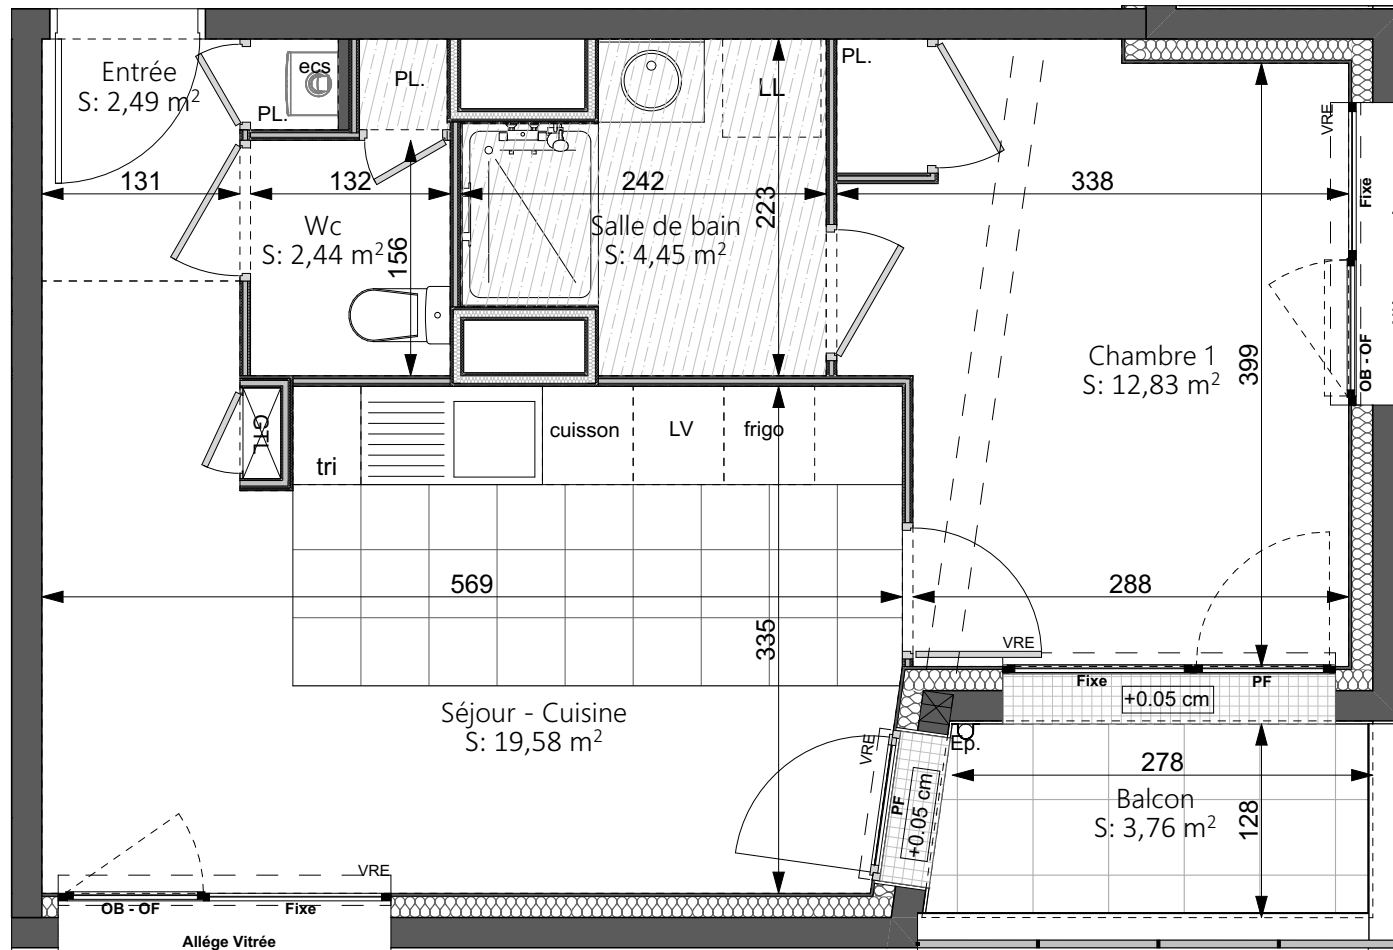 Entrée
S: 2,49 m²
ecs
PL.
PL.
LL
PL.
VRE
Fixe
OB - OF
131
132
242
223
338
Wc
S: 2,44 m²
156
Salle de bain
S: 4,45 m²
Chambre 1
S: 12,83 m²
399
GTL
tri
cuisson
LV
frigo
569
335
288
VRE
Fixe
PF
+0.05 cm
Séjour - Cuisine
S: 19,58 m²
VRE
PF
+0.05 cm
Ep.
278
Balcon
S: 3,76 m²
128
VRE
OB - OF
Fixe
Allége Vitrée